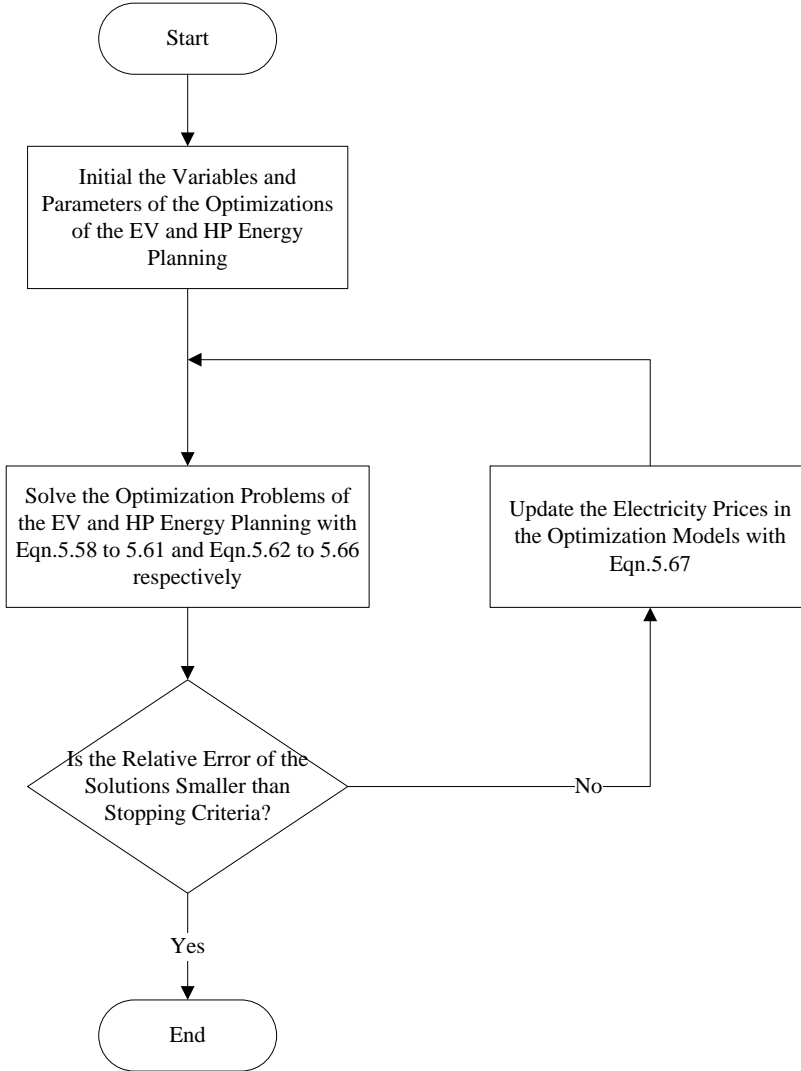 Start
Initial the Variables and
Parameters of the Optimizations
of the EV and HP Energy
Planning
Solve the Optimization Problems of
the EV and HP Energy Planning with
Eqn.5.58 to 5.61 and Eqn.5.62 to 5.66
respectively
Update the Electricity Prices in
the Optimization Models with
Eqn.5.67
Is the Relative Error of the
Solutions Smaller than
Stopping Criteria?
No
Yes
End